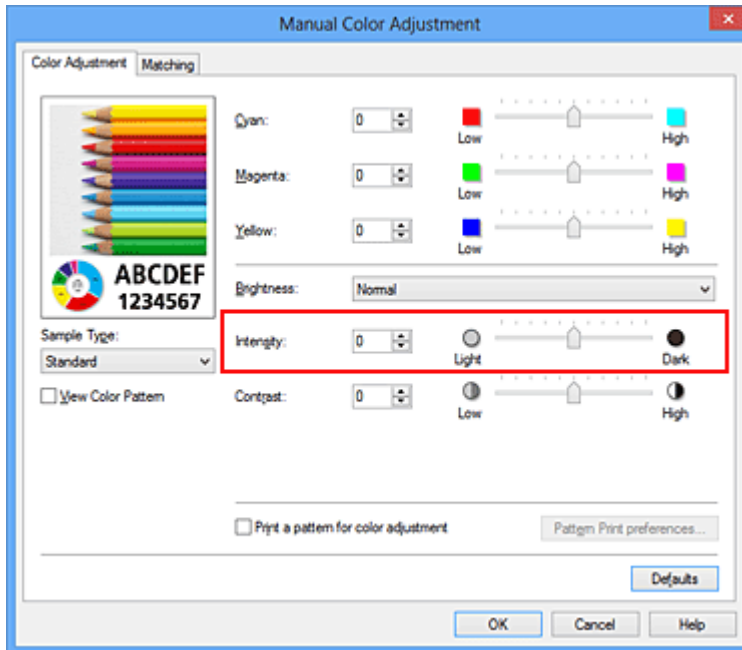 Manual Color Adjustment
Color Adjustment Matching
Cyan: 0 Low High
Magenta: 0 Low High
Yellow: 0 Low High
ABCDEF
1234567
Brightness: Normal
Sample Type:
Standard
Intensity: 0 Light Dark
View Color Pattern
Contrast: 0 Low High
Print a pattern for color adjustment Pattern Print preferences...
Defaults
OK Cancel Help